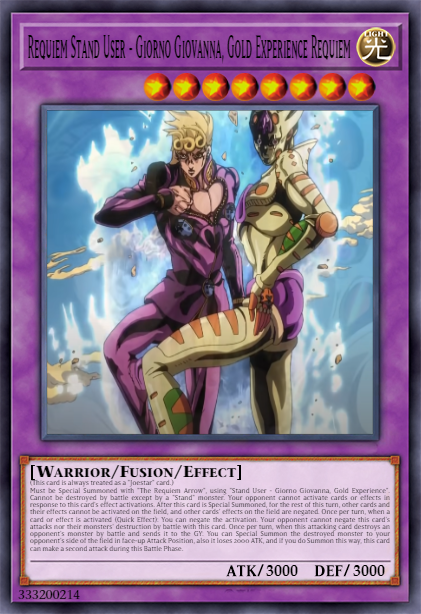 Requiem Stand User - Giorno Giovanna, Gold Experience Requiem
LIGHT
光
[Warrior/Fusion/Effect]
(This card is always treated as a "Joestar" card.)
Must be Special Summoned with "The Requiem Arrow", using "Stand User - Giorno Giovanna, Gold Experience".
Cannot be destroyed by battle except by a "Stand" monster. Your opponent cannot activate cards or effects in
response to this card's effect activations. After this card is Special Summoned, for the rest of this turn, other cards and
their effects cannot be activated on the field, and other cards' effects on the field are negated. Once per turn, when a
card or effect is activated (Quick Effect): You can negate the activation. Your opponent cannot negate this card's
attacks nor their monsters' destruction by battle with this card. Once per turn, when this attacking card destroys an
opponent's monster by battle and sends it to the GY: You can Special Summon the destroyed monster to your
opponent's side of the field in face-up Attack Position, also it loses 2000 ATK, and if you do Summon this way, this card
can make a second attack during this Battle Phase.
ATK/3000 DEF/3000
333200214